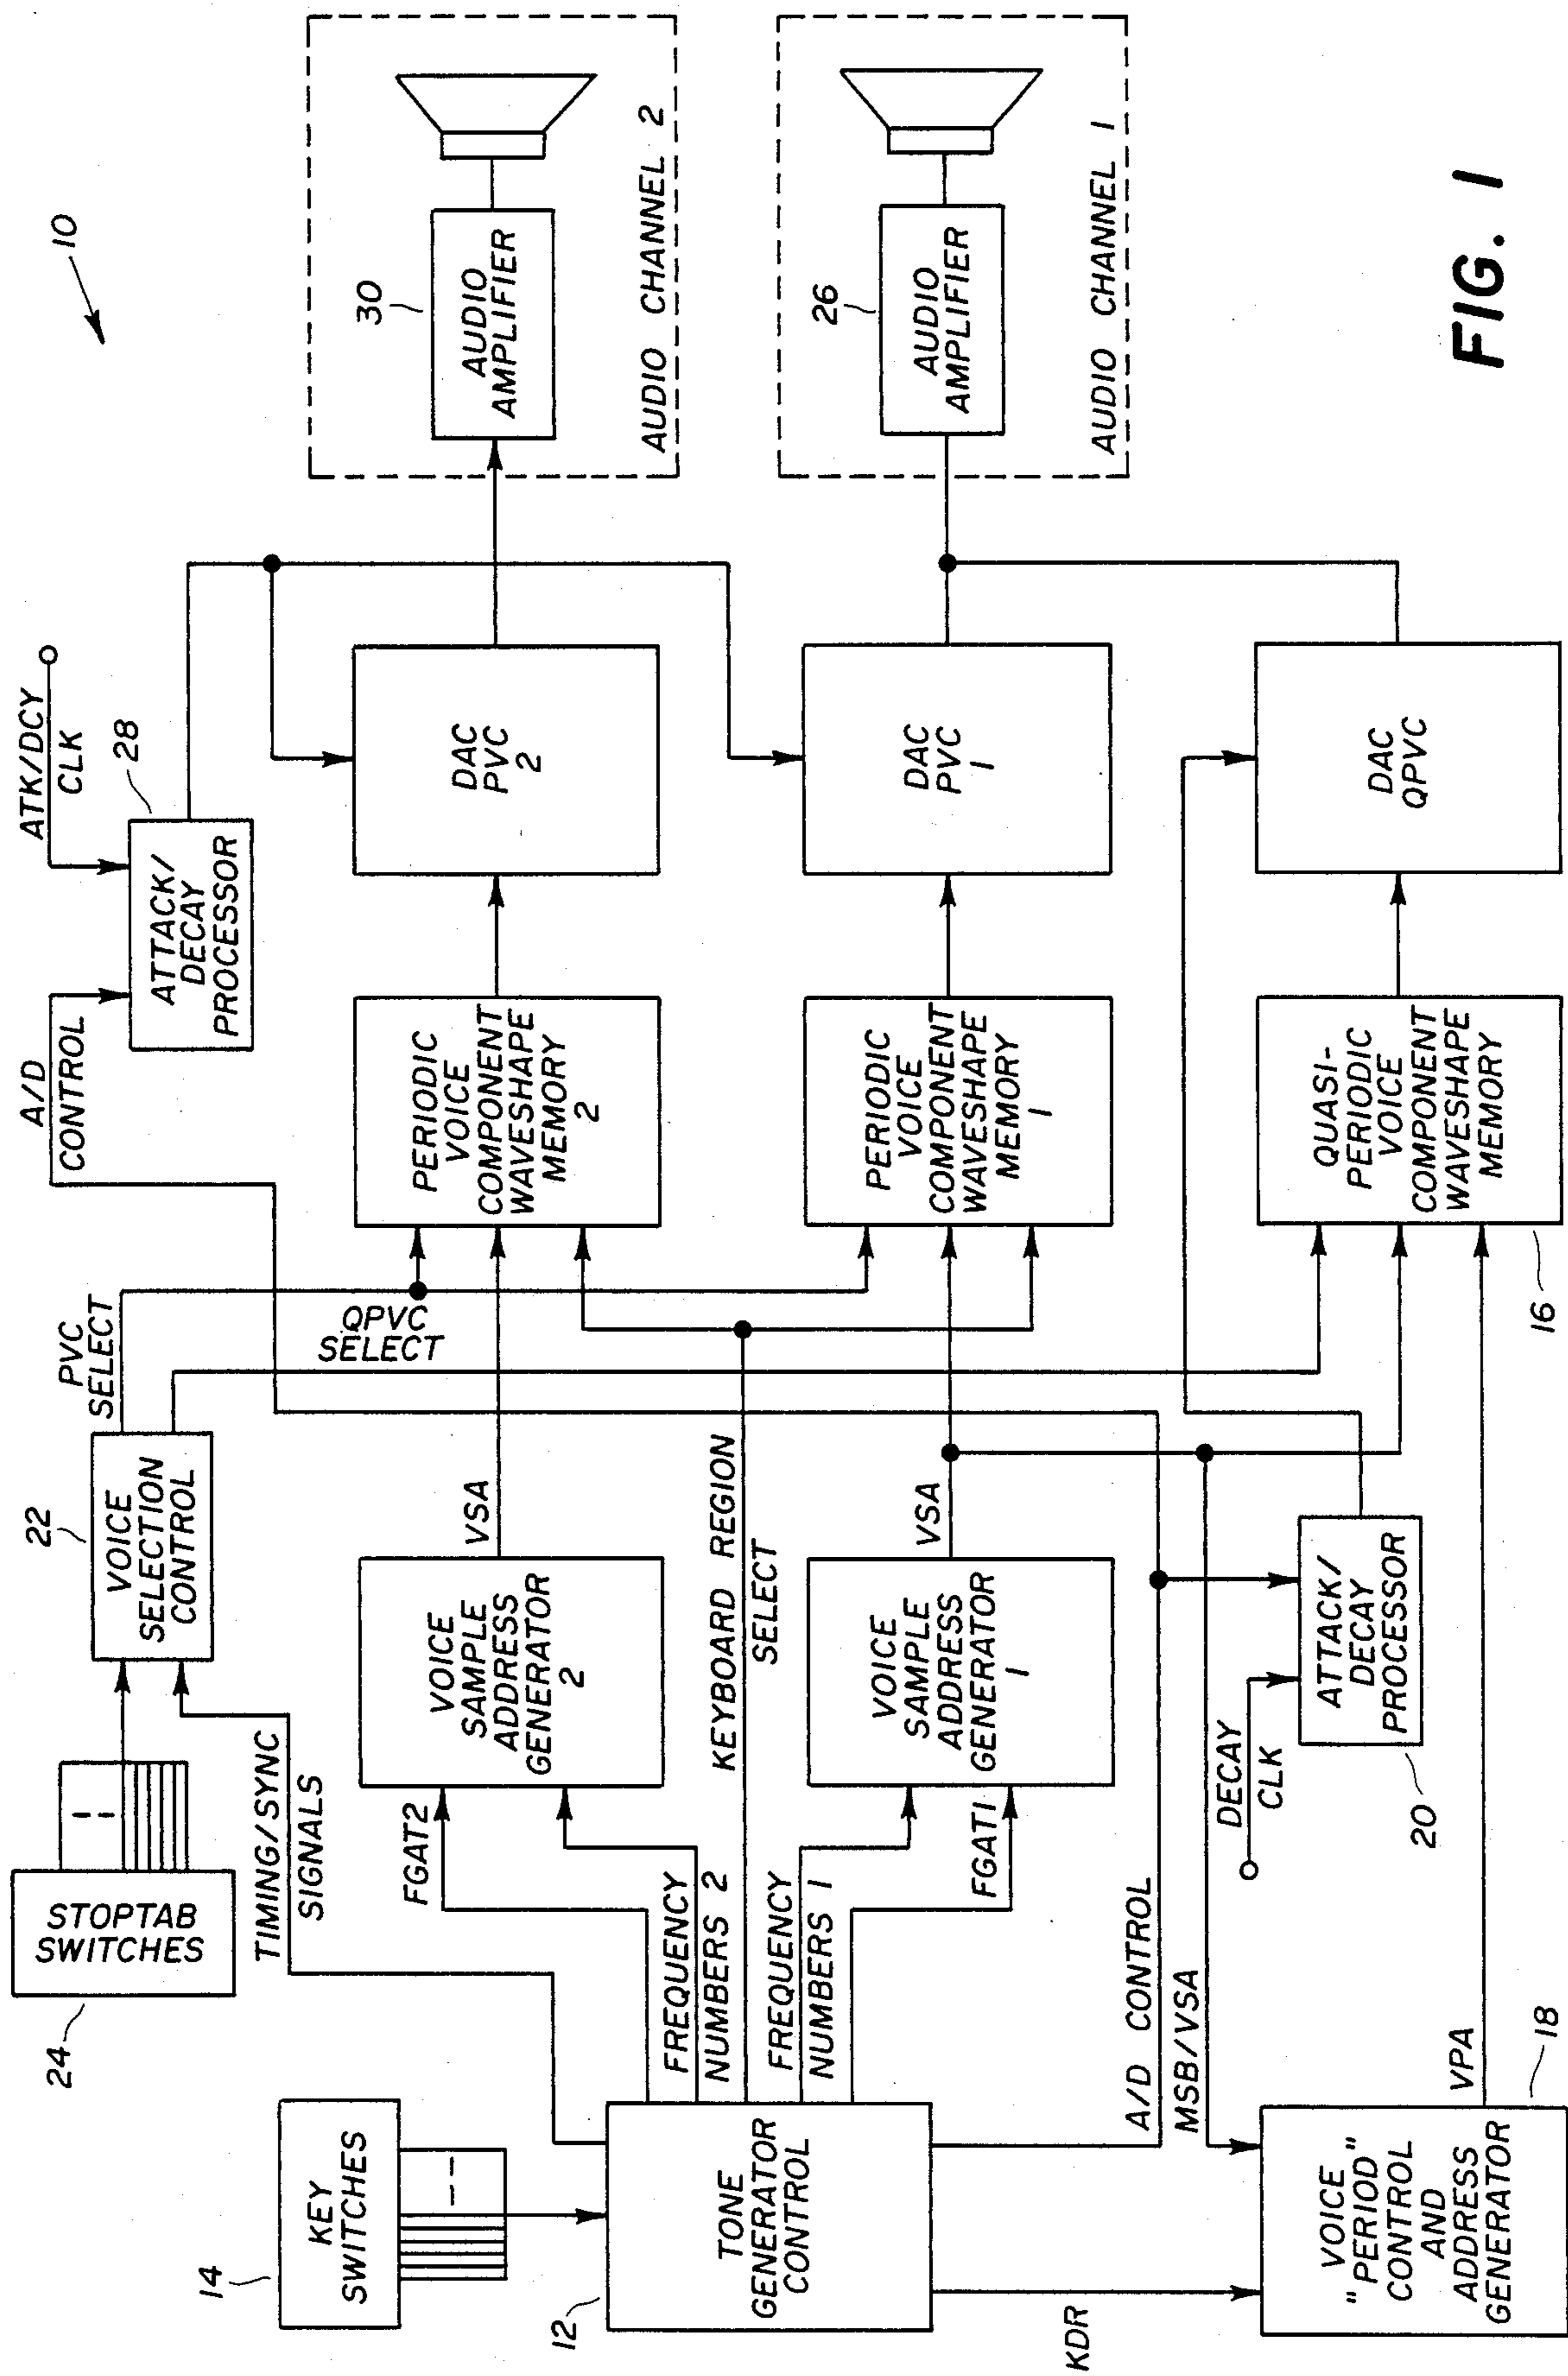 10
24
STOPTAB
SWITCHES
22
VOICE
SELECTION
CONTROL
PVC
SELECT
A/D
CONTROL
ATK/DCY
CLK
28
ATTACK/
DECAY
PROCESSOR
TIMING/SYNC
SIGNALS
QPVC
SELECT
14
KEY
SWITCHES
12
TONE
GENERATOR
CONTROL
FGAT2
FREQUENCY
NUMBERS 2
VOICE
SAMPLE
ADDRESS
GENERATOR
2
VSA
PERIODIC
VOICE
COMPONENT
WAVESHAPE
MEMORY
2
DAC
PVC
2
30
AUDIO
AMPLIFIER
AUDIO CHANNEL 2
KEYBOARD REGION
SELECT
FREQUENCY
NUMBERS 1
FGAT1
VOICE
SAMPLE
ADDRESS
GENERATOR
1
VSA
PERIODIC
VOICE
COMPONENT
WAVESHAPE
MEMORY
1
DAC
PVC
1
26
AUDIO
AMPLIFIER
AUDIO CHANNEL 1
A/D CONTROL
MSB/VSA
DECAY
CLK
ATTACK/
DECAY
PROCESSOR
20
KDR
VOICE
"PERIOD"
CONTROL
AND
ADDRESS
GENERATOR
18
VPA
QUASI-
PERIODIC
VOICE
COMPONENT
WAVESHAPE
MEMORY
16
DAC
QPVC
FIG. 1